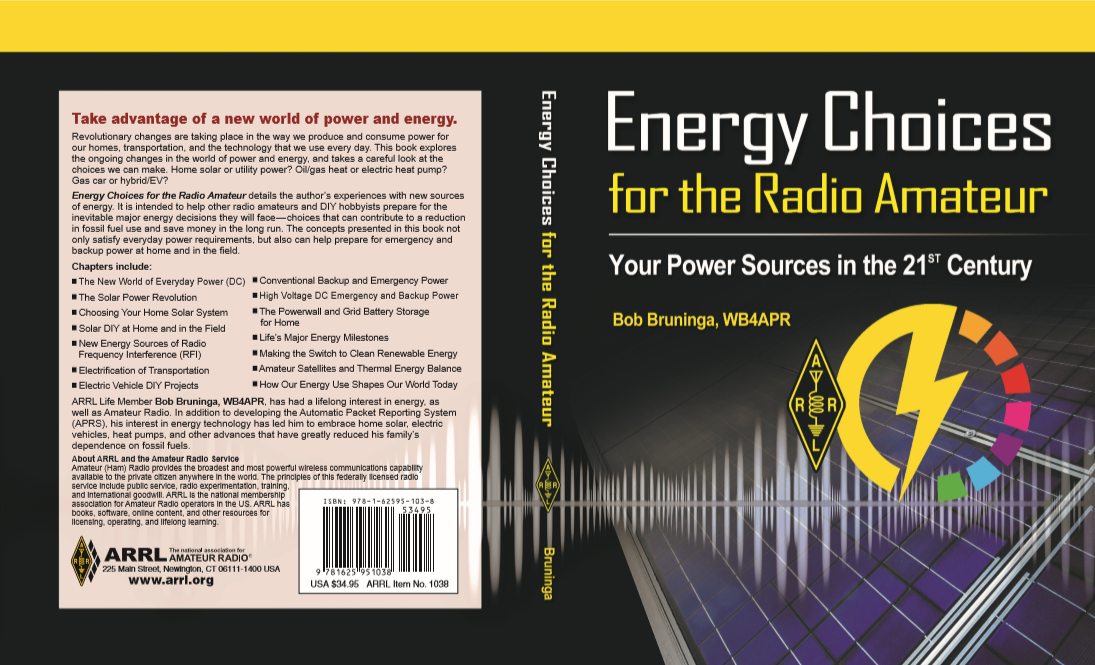 Take advantage of a new world of power and energy.
Revolutionary changes are taking place in the way we produce and consume power for
our homes, transportation, and the technology that we use every day. This book explores
the ongoing changes in the world of power and energy, and takes a careful look at the
choices we can make. Home solar or utility power? Oil/gas heat or electric heat pump?
Gas car or hybrid/EV?
Energy Choices for the Radio Amateur details the author's experiences with new sources
of energy. It is intended to help other radio amateurs and DIY hobbyists prepare for the
inevitable major energy decisions they will face—choices that can contribute to a reduction
in fossil fuel use and save money in the long run. The concepts presented in this book not
only satisfy everyday power requirements, but also can help prepare for emergency and
backup power at home and in the field.
Chapters include:
■ The New World of Everyday Power (DC)
■ The Solar Power Revolution
■ Choosing Your Home Solar System
■ Solar DIY at Home and in the Field
■ New Energy Sources of Radio
Frequency Interference (RFI)
■ Electrification of Transportation
■ Electric Vehicle DIY Projects
■ Conventional Backup and Emergency Power
■ High Voltage DC Emergency and Backup Power
■ The Powerwall and Grid Battery Storage
for Home
■ Life's Major Energy Milestones
■ Making the Switch to Clean Renewable Energy
■ Amateur Satellites and Thermal Energy Balance
■ How Our Energy Use Shapes Our World Today
ARRL Life Member Bob Bruninga, WB4APR, has had a lifelong interest in energy, as
well as Amateur Radio. In addition to developing the Automatic Packet Reporting System
(APRS), his interest in energy technology has led him to embrace home solar, electric
vehicles, heat pumps, and other advances that have greatly reduced his family's
dependence on fossil fuels.
About ARRL and the Amateur Radio Service
Amateur (Ham) Radio provides the broadest and most powerful wireless communications capability
available to the private citizen anywhere in the world. The principles of this federally licensed radio
service include public service, radio experimentation, training,
and international goodwill. ARRL is the national membership
association for Amateur Radio operators in the US. ARRL has
books, software, online content, and other resources for
licensing, operating, and lifelong learning.
ARRL The national association for
AMATEUR RADIO®
225 Main Street, Newington, CT 06111-1400 USA
www.arrl.org
ISBN: 978-1-62595-103-8
53495
9 781625 951038
USA $34.95 ARRL Item No. 1038
Energy Choices for the Radio Amateur
ARRL
Bruninga
Energy Choices
for the Radio Amateur
Your Power Sources in the 21ST Century
Bob Bruninga, WB4APR
A
R R
L